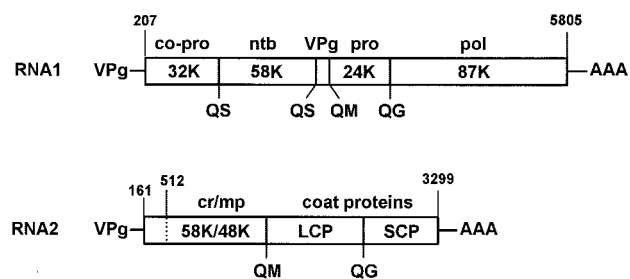 207 5805
co-pro ntb VPg pro pol
RNA1 VPg 32K 58K 24K 87K AAA
QS QS QM QG
161 512 3299
cr/mp coat proteins
RNA2 VPg 58K/48K LCP SCP AAA
QM QG